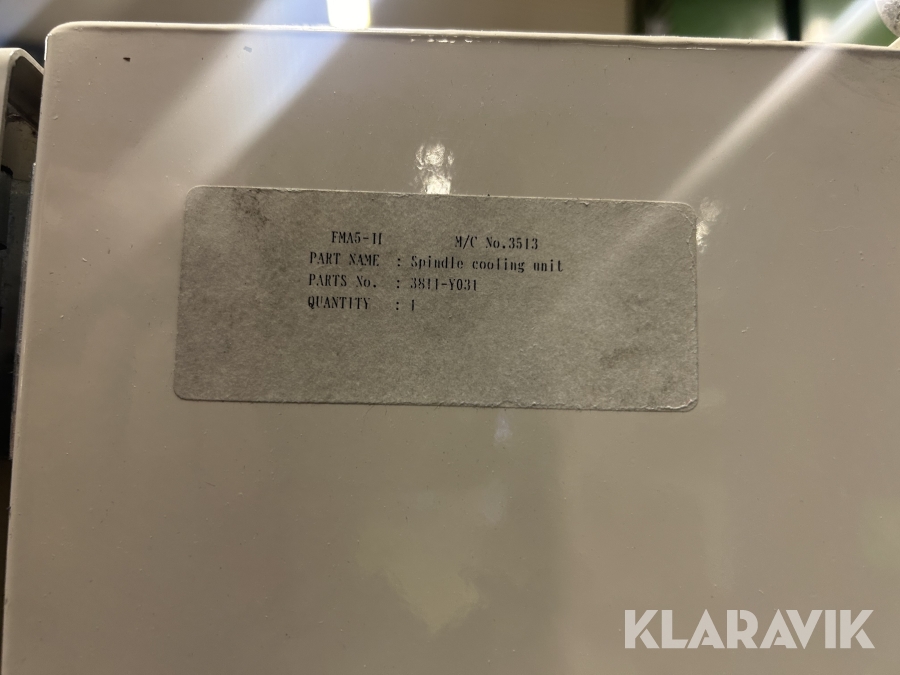 FMA5-II M/C No.3513
PART NAME : Spindle cooling unit
PARTS No. : 3811-Y031
QUANTITY : 1
KLARAVIK